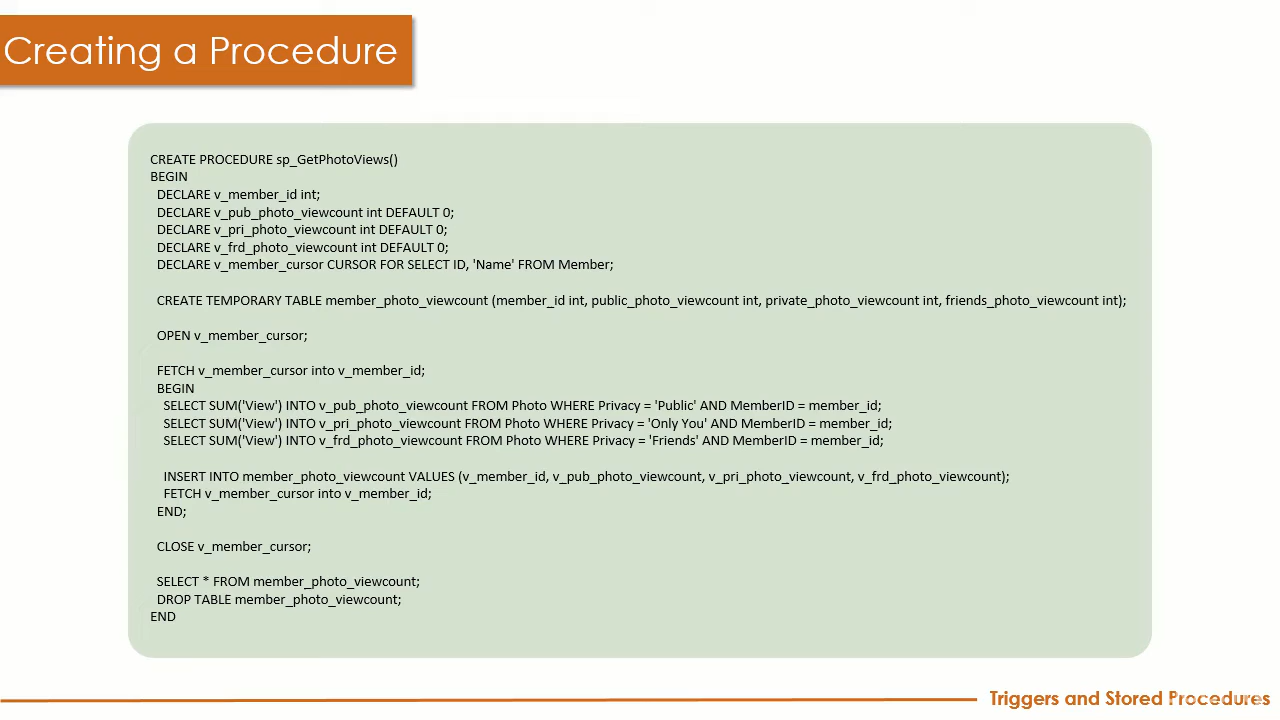 Creating a Procedure
CREATE PROCEDURE sp_GetPhotoViews()
BEGIN
DECLARE v_member_id int;
DECLARE v_pub_photo_viewcount int DEFAULT 0;
DECLARE v_pri_photo_viewcount int DEFAULT 0;
DECLARE v_frd_photo_viewcount int DEFAULT 0;
DECLARE v_member_cursor CURSOR FOR SELECT ID, 'Name' FROM Member;
CREATE TEMPORARY TABLE member_photo_viewcount (member_id int, public_photo_viewcount int, private_photo_viewcount int, friends_photo_viewcount int);
OPEN v_member_cursor;
FETCH v_member_cursor into v_member_id;
BEGIN
SELECT SUM('View') INTO v_pub_photo_viewcount FROM Photo WHERE Privacy = 'Public' AND MemberID = member_id;
SELECT SUM('View') INTO v_pri_photo_viewcount FROM Photo WHERE Privacy = 'Only You' AND MemberID = member_id;
SELECT SUM('View') INTO v_frd_photo_viewcount FROM Photo WHERE Privacy = 'Friends' AND MemberID = member_id;
INSERT INTO member_photo_viewcount VALUES (v_member_id, v_pub_photo_viewcount, v_pri_photo_viewcount, v_frd_photo_viewcount);
FETCH v_member_cursor into v_member_id;
END;
CLOSE v_member_cursor;
SELECT * FROM member_photo_viewcount;
DROP TABLE member_photo_viewcount;
END
Triggers and Stored Procedures